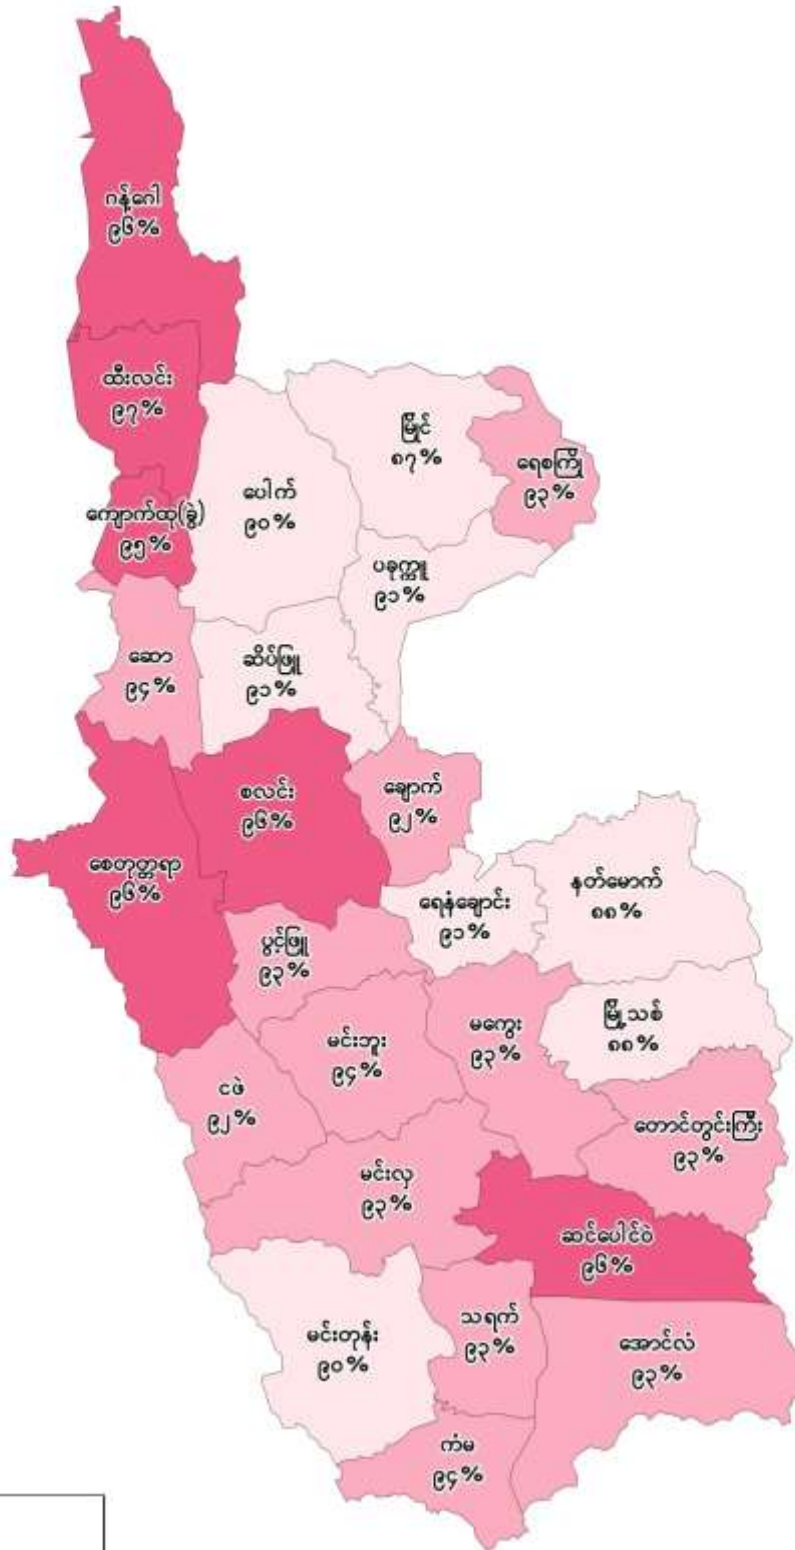 ဂန့်ဂေါ
၉၆%
ထီးလင်း
၉၇%
မြိုင်
၈၇%
ရေစကြို
၉၃%
ပေါက်
၉၀%
ကျောက်ထု(ခွဲ)
၉၅%
ပခုက္ကူ
၉၁%
ဆော
၉၄%
ဆိပ်ဖြူ
၉၁%
စလင်း
၉၆%
ချောက်
၉၂%
စေတုတ္တရာ
၉၆%
ရေနံချောင်း
၉၁%
နတ်မောက်
၈၈%
ပွင့်ဖြူ
၉၃%
မင်းဘူး
၉၄%
မကွေး
၉၃%
မြို့သစ်
၈၈%
ငဖဲ
၉၂%
တောင်တွင်းကြီး
၉၃%
မင်းလှ
၉၃%
ဆင်ပေါင်ဝဲ
၉၆%
မင်းတုန်း
၉၀%
သရက်
၉၃%
အောင်လံ
၉၃%
ကံမ
၉၄%